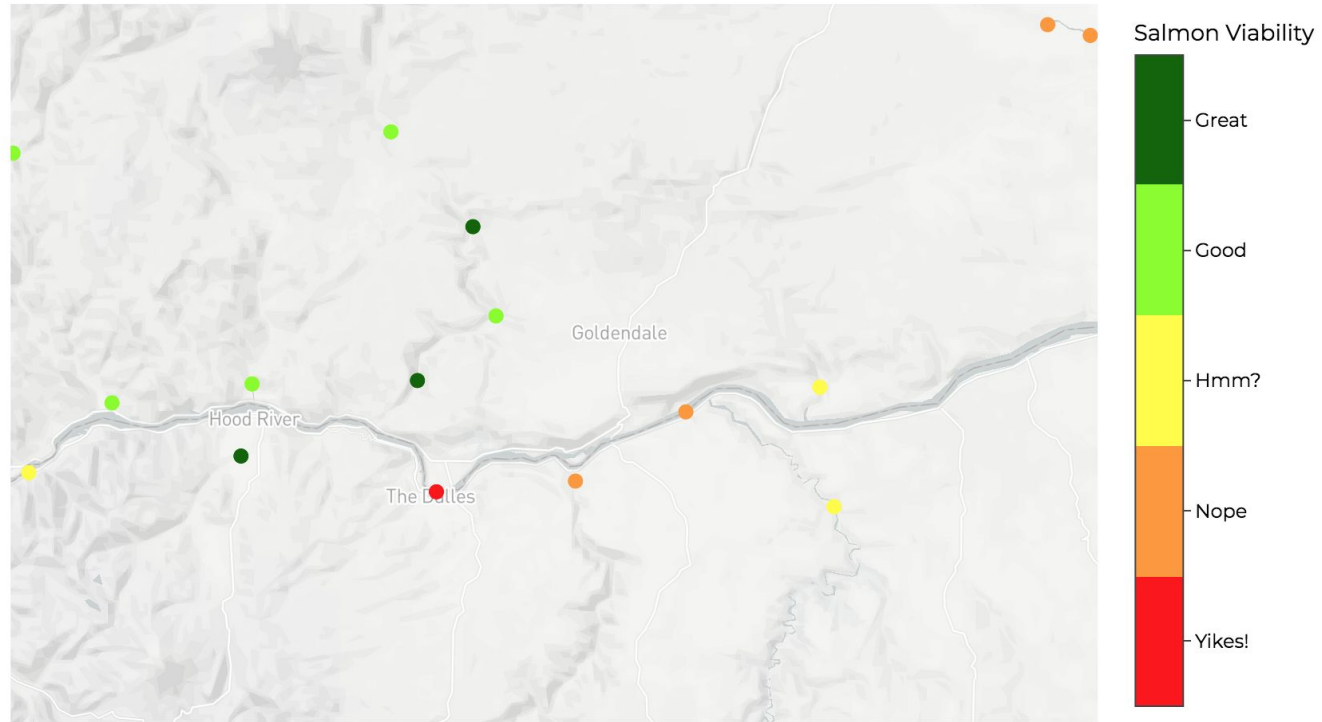 Salmon Viability
Great
Good
Goldendale
Hmm?
Hood River
The Dalles
Nope
Yikes!